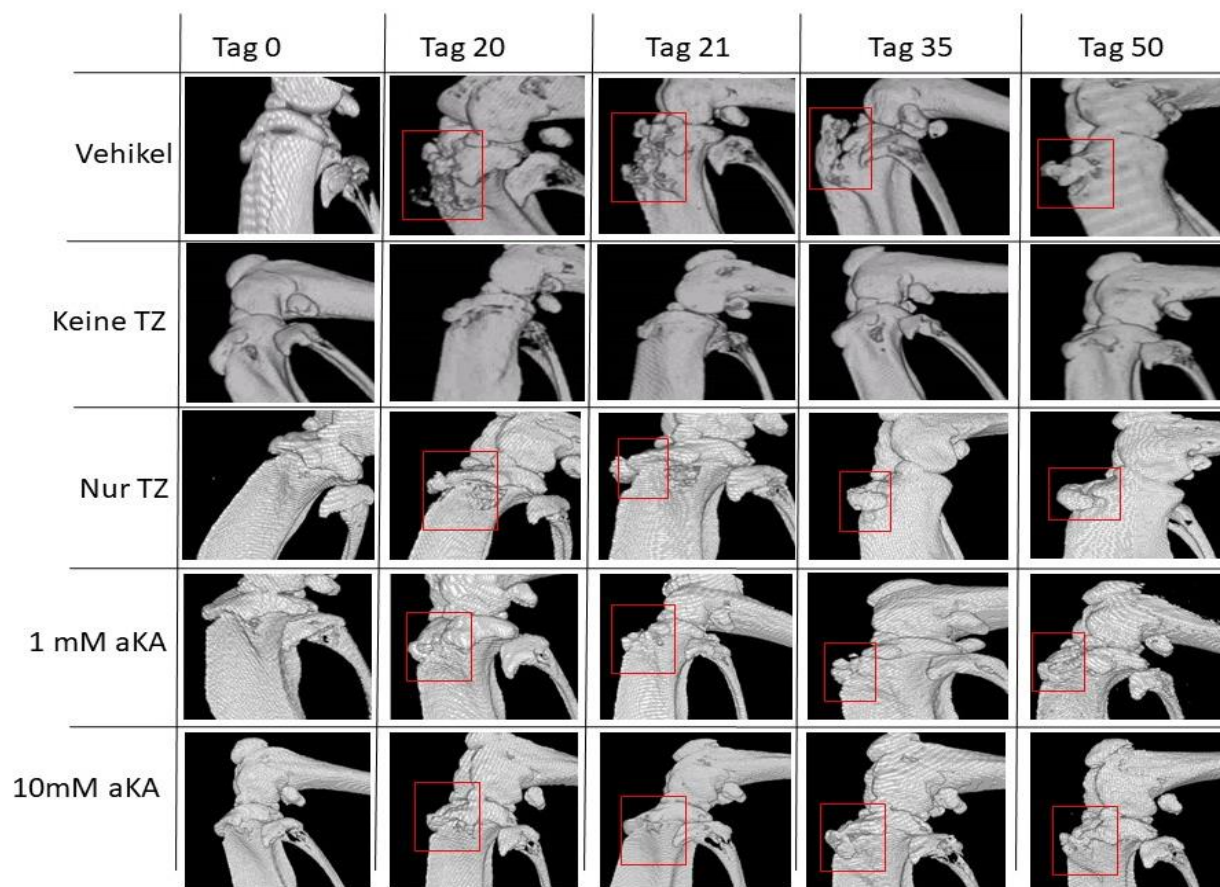 Tag 0 Tag 20 Tag 21 Tag 35 Tag 50
Vehikel
Keine TZ
Nur TZ
1 mM aKA
10mM aKA